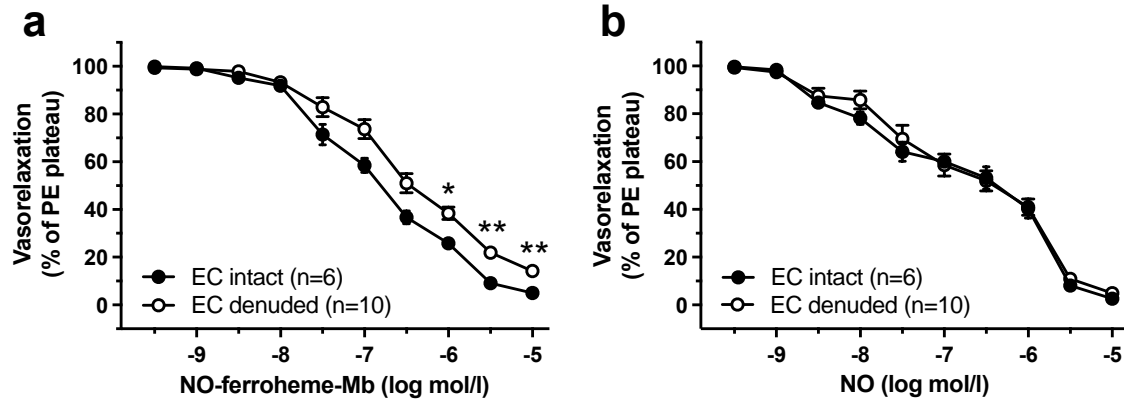 a
Vasorelaxation
(% of PE plateau)
100
80
60
40
20
0
*
**
**
EC intact (n=6)
EC denuded (n=10)
-9
-8
-7
-6
-5
NO-ferroheme-Mb (log mol/l)
b
Vasorelaxation
(% of PE plateau)
100
80
60
40
20
0
EC intact (n=6)
EC denuded (n=10)
-9
-8
-7
-6
-5
NO (log mol/l)